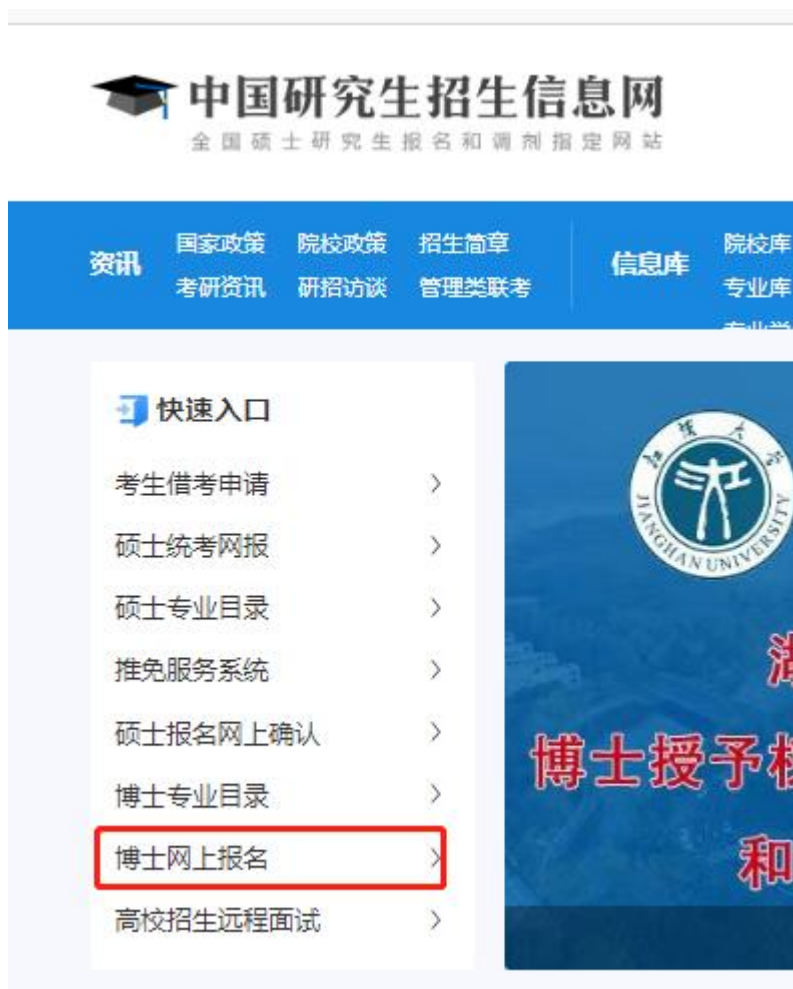 中国研究生招生信息网
全国硕士研究生报名和调剂指定网站
资讯
国家政策 院校政策 招生简章
考研资讯 研招访谈 管理类联考
信息库
院校库
专业库
快速入口
考生借考申请
硕士统考网报
硕士专业目录
推免服务系统
硕士报名网上确认
博士专业目录
博士网上报名
高校招生远程面试
江汉大学
JIANGHAN UNIVERSITY
博士授予
和